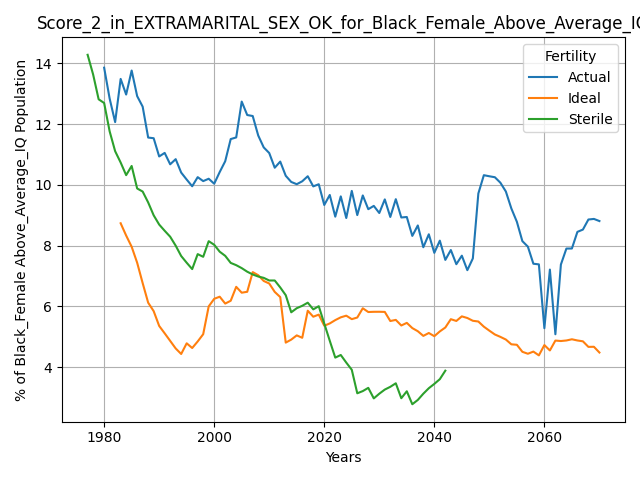 Score_2_in_EXTRAMARITAL_SEX_OK_for_Black_Female_Above_Average_IQ
Fertility
Actual
Ideal
Sterile
% of Black_Female Above_Average_IQ Population
14
12
10
8
6
4
1980
2000
2020
2040
2060
Years